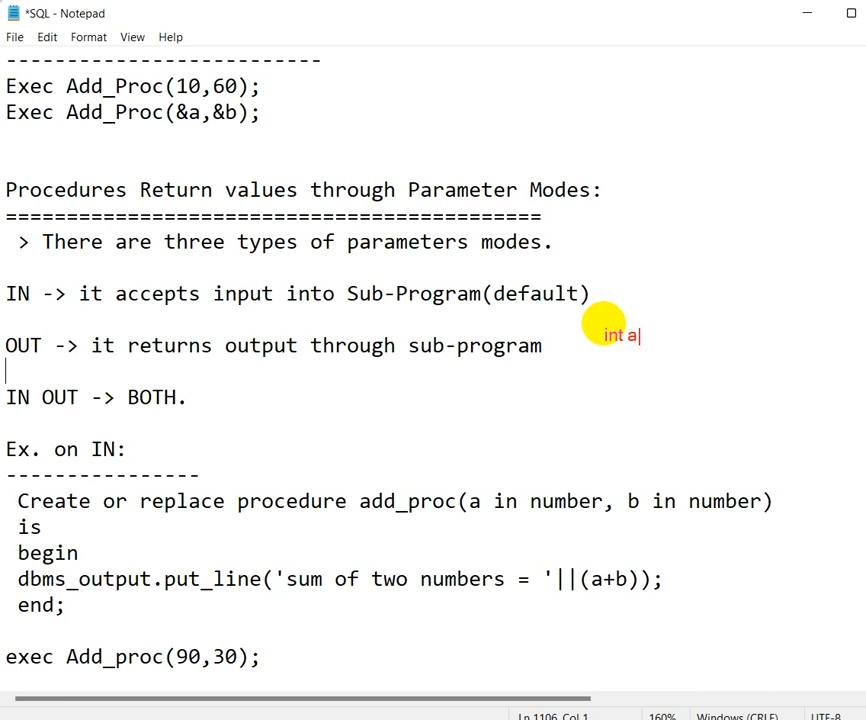 *SQL - Notepad
File Edit Format View Help
--------------------------
Exec Add_Proc(10,60);
Exec Add_Proc(&a,&b);
Procedures Return values through Parameter Modes:
============================================
> There are three types of parameters modes.
IN -> it accepts input into Sub-Program(default)
int a|
OUT -> it returns output through sub-program
IN OUT -> BOTH.
Ex. on IN:
----------------
Create or replace procedure add_proc(a in number, b in number)
is
begin
dbms_output.put_line('sum of two numbers = '||(a+b));
end;
exec Add_proc(90,30);
Ln 1106, Col 1 160% Windows (CRLF) UTF-8